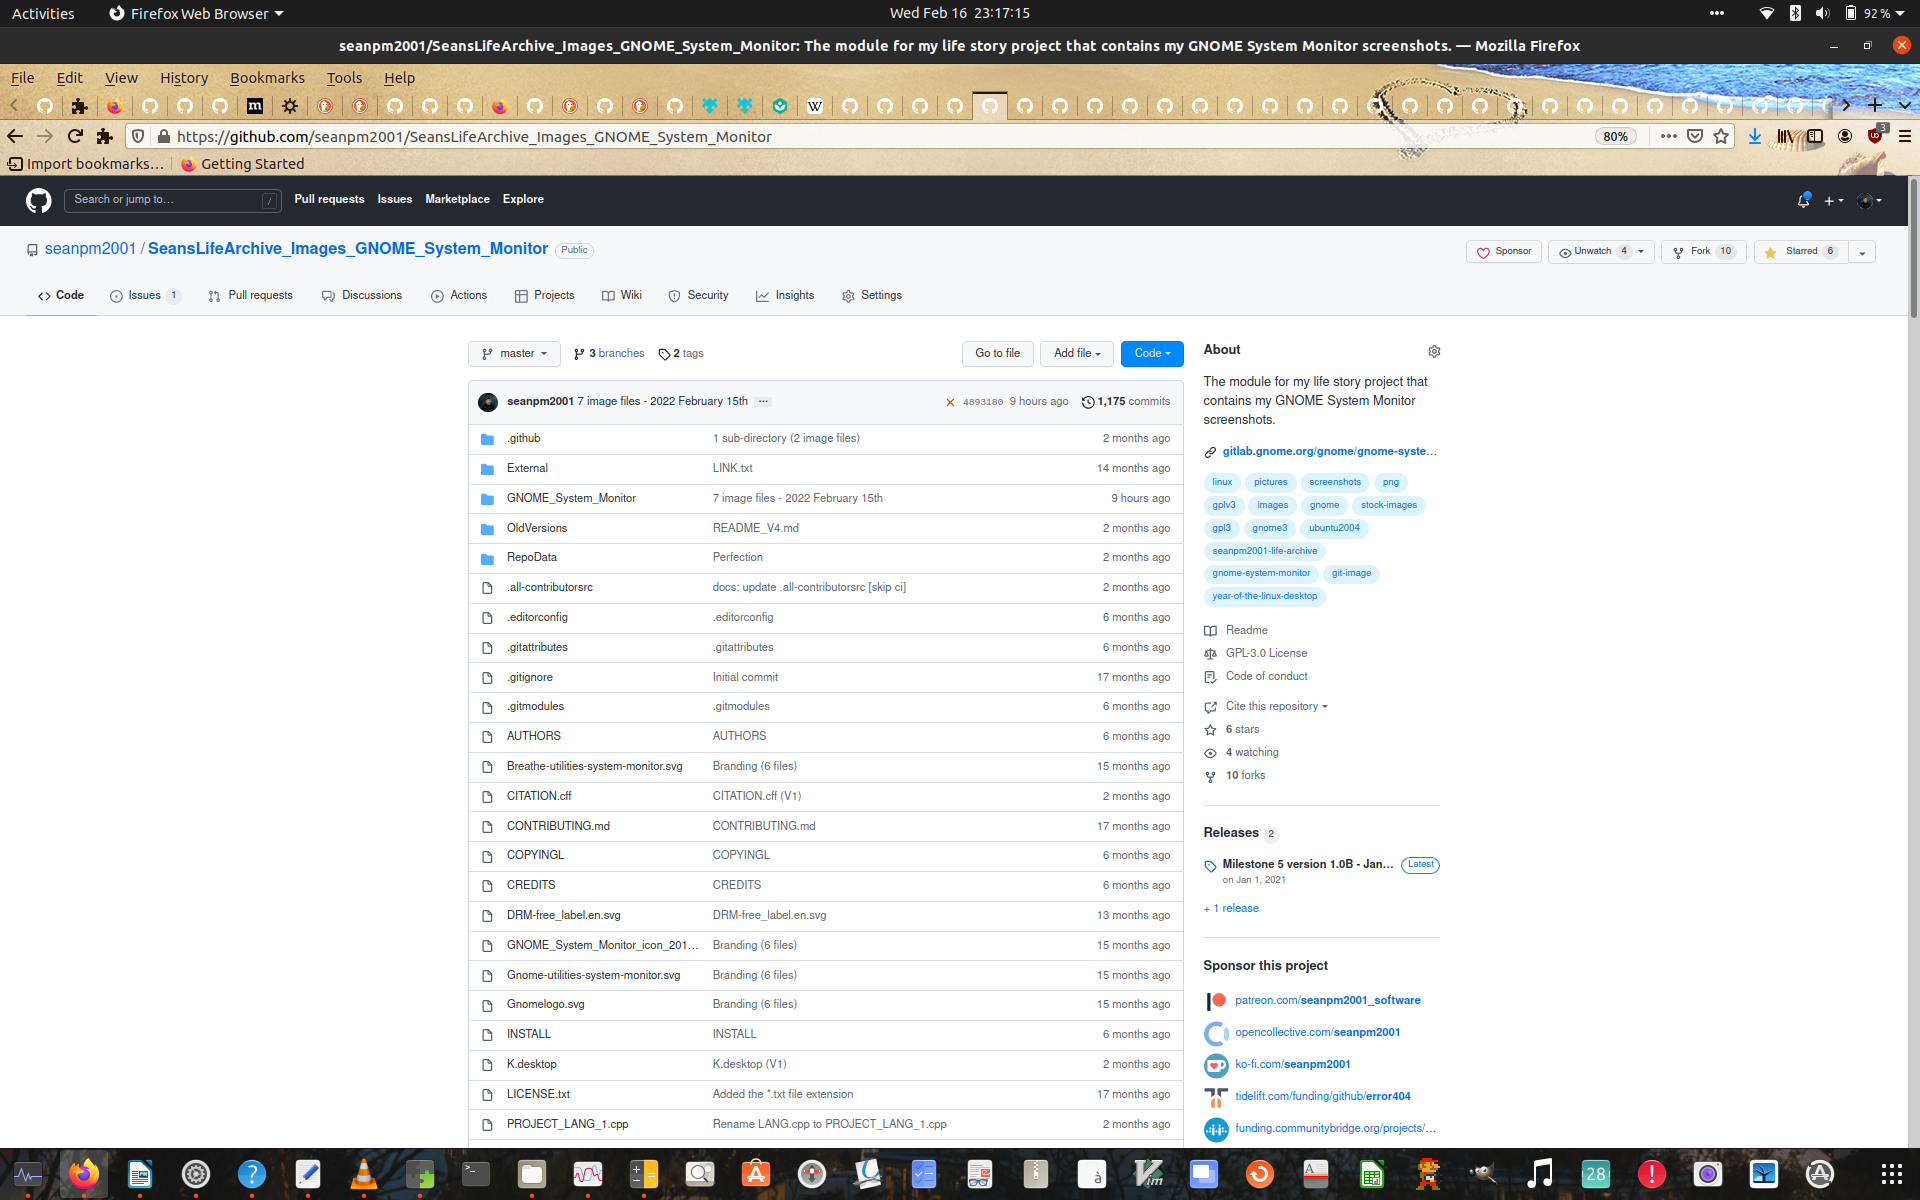 Activities
Firefox Web Browser
Wed Feb 16 23:17:15
92 %
seanpm2001/SeansLifeArchive_Images_GNOME_System_Monitor: The module for my life story project that contains my GNOME System Monitor screenshots. — Mozilla Firefox
File Edit View History Bookmarks Tools Help
https://github.com/seanpm2001/SeansLifeArchive_Images_GNOME_System_Monitor
80%
3
Import bookmarks…
Getting Started
Search or jump to…
/
Pull requests Issues Marketplace Explore
seanpm2001 / SeansLifeArchive_Images_GNOME_System_Monitor Public
Sponsor
Unwatch 4
Fork 10
Starred 6
Code
Issues 1
Pull requests
Discussions
Actions
Projects
Wiki
Security
Insights
Settings
master
3 branches
2 tags
Go to file
Add file
Code
seanpm2001 7 image files - 2022 February 15th
4893180 9 hours ago
1,175 commits
.github 1 sub-directory (2 image files) 2 months ago
External LINK.txt 14 months ago
GNOME_System_Monitor 7 image files - 2022 February 15th 9 hours ago
OldVersions README_V4.md 2 months ago
RepoData Perfection 2 months ago
.all-contributorsrc docs: update .all-contributorsrc [skip ci] 2 months ago
.editorconfig .editorconfig 6 months ago
.gitattributes .gitattributes 6 months ago
.gitignore Initial commit 17 months ago
.gitmodules .gitmodules 6 months ago
AUTHORS AUTHORS 6 months ago
Breathe-utilities-system-monitor.svg Branding (6 files) 15 months ago
CITATION.cff CITATION.cff (V1) 2 months ago
CONTRIBUTING.md CONTRIBUTING.md 17 months ago
COPYINGL COPYINGL 6 months ago
CREDITS CREDITS 6 months ago
DRM-free_label.en.svg DRM-free_label.en.svg 13 months ago
GNOME_System_Monitor_icon_201… Branding (6 files) 15 months ago
Gnome-utilities-system-monitor.svg Branding (6 files) 15 months ago
Gnomelogo.svg Branding (6 files) 15 months ago
INSTALL INSTALL 6 months ago
K.desktop K.desktop (V1) 2 months ago
LICENSE.txt Added the *.txt file extension 17 months ago
PROJECT_LANG_1.cpp Rename LANG.cpp to PROJECT_LANG_1.cpp 2 months ago
About
The module for my life story project that
contains my GNOME System Monitor
screenshots.
gitlab.gnome.org/gnome/gnome-syste…
linux pictures screenshots png
gplv3 images gnome stock-images
gpl3 gnome3 ubuntu2004
seanpm2001-life-archive
gnome-system-monitor git-image
year-of-the-linux-desktop
Readme
GPL-3.0 License
Code of conduct
Cite this repository
6 stars
4 watching
10 forks
Releases 2
Milestone 5 version 1.0B - Jan… Latest
on Jan 1, 2021
+ 1 release
Sponsor this project
patreon.com/seanpm2001_software
opencollective.com/seanpm2001
ko-fi.com/seanpm2001
tidelift.com/funding/github/error404
funding.communitybridge.org/projects/…
28